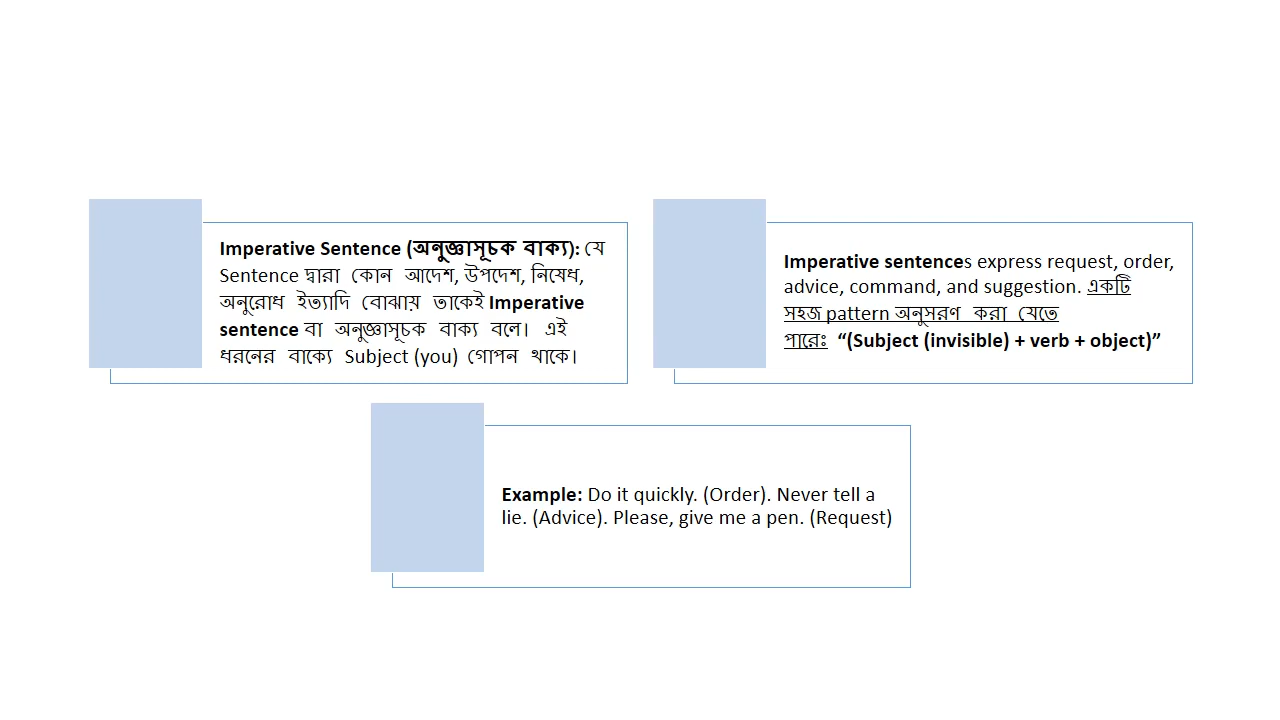 Imperative Sentence (অনুজ্ঞাসূচক বাক্য): যে
Sentence দ্বারা কোন আদেশ, উপদেশ, নিষেধ,
অনুরোধ ইত্যাদি বোঝায় তাকেই Imperative
sentence বা অনুজ্ঞাসূচক বাক্য বলে। এই
ধরনের বাক্যে Subject (you) গোপন থাকে।
Imperative sentences express request, order,
advice, command, and suggestion. একটি
সহজ pattern অনুসরণ করা যেতে
পারেঃ “(Subject (invisible) + verb + object)”
Example: Do it quickly. (Order). Never tell a
lie. (Advice). Please, give me a pen. (Request)